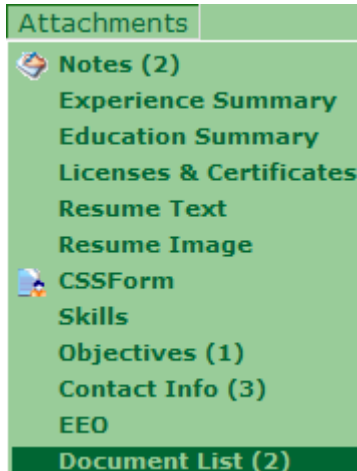 Attachments
Notes (2)
Experience Summary
Education Summary
Licenses & Certificates
Resume Text
Resume Image
CSSForm
Skills
Objectives (1)
Contact Info (3)
EEO
Document List (2)